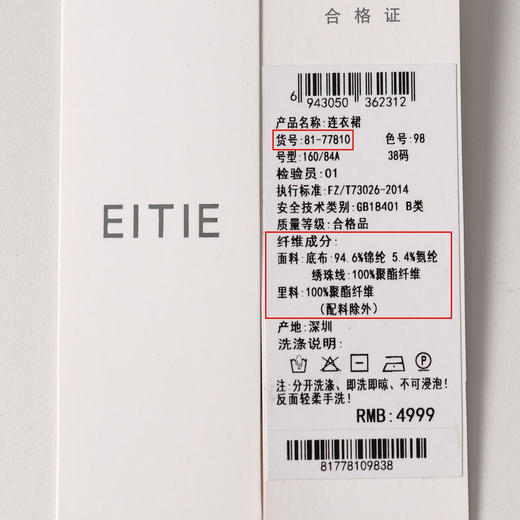 合格证
EITIE
6 943050 362312
产品名称:连衣裙
货号:81-77810 色号:98
号型:160/84A 38码
检验员:01
执行标准:FZ/T73026-2014
安全技术类别:GB18401 B类
质量等级:合格品
纤维成分:
面料:底布:94.6%锦纶 5.4%氨纶
绣珠线:100%聚酯纤维
里料:100%聚酯纤维
(配料除外)
产地:深圳
洗涤说明:
注:分开洗涤、即洗即晾、不可浸泡!
反面轻柔手洗!
RMB:4999
81778109838